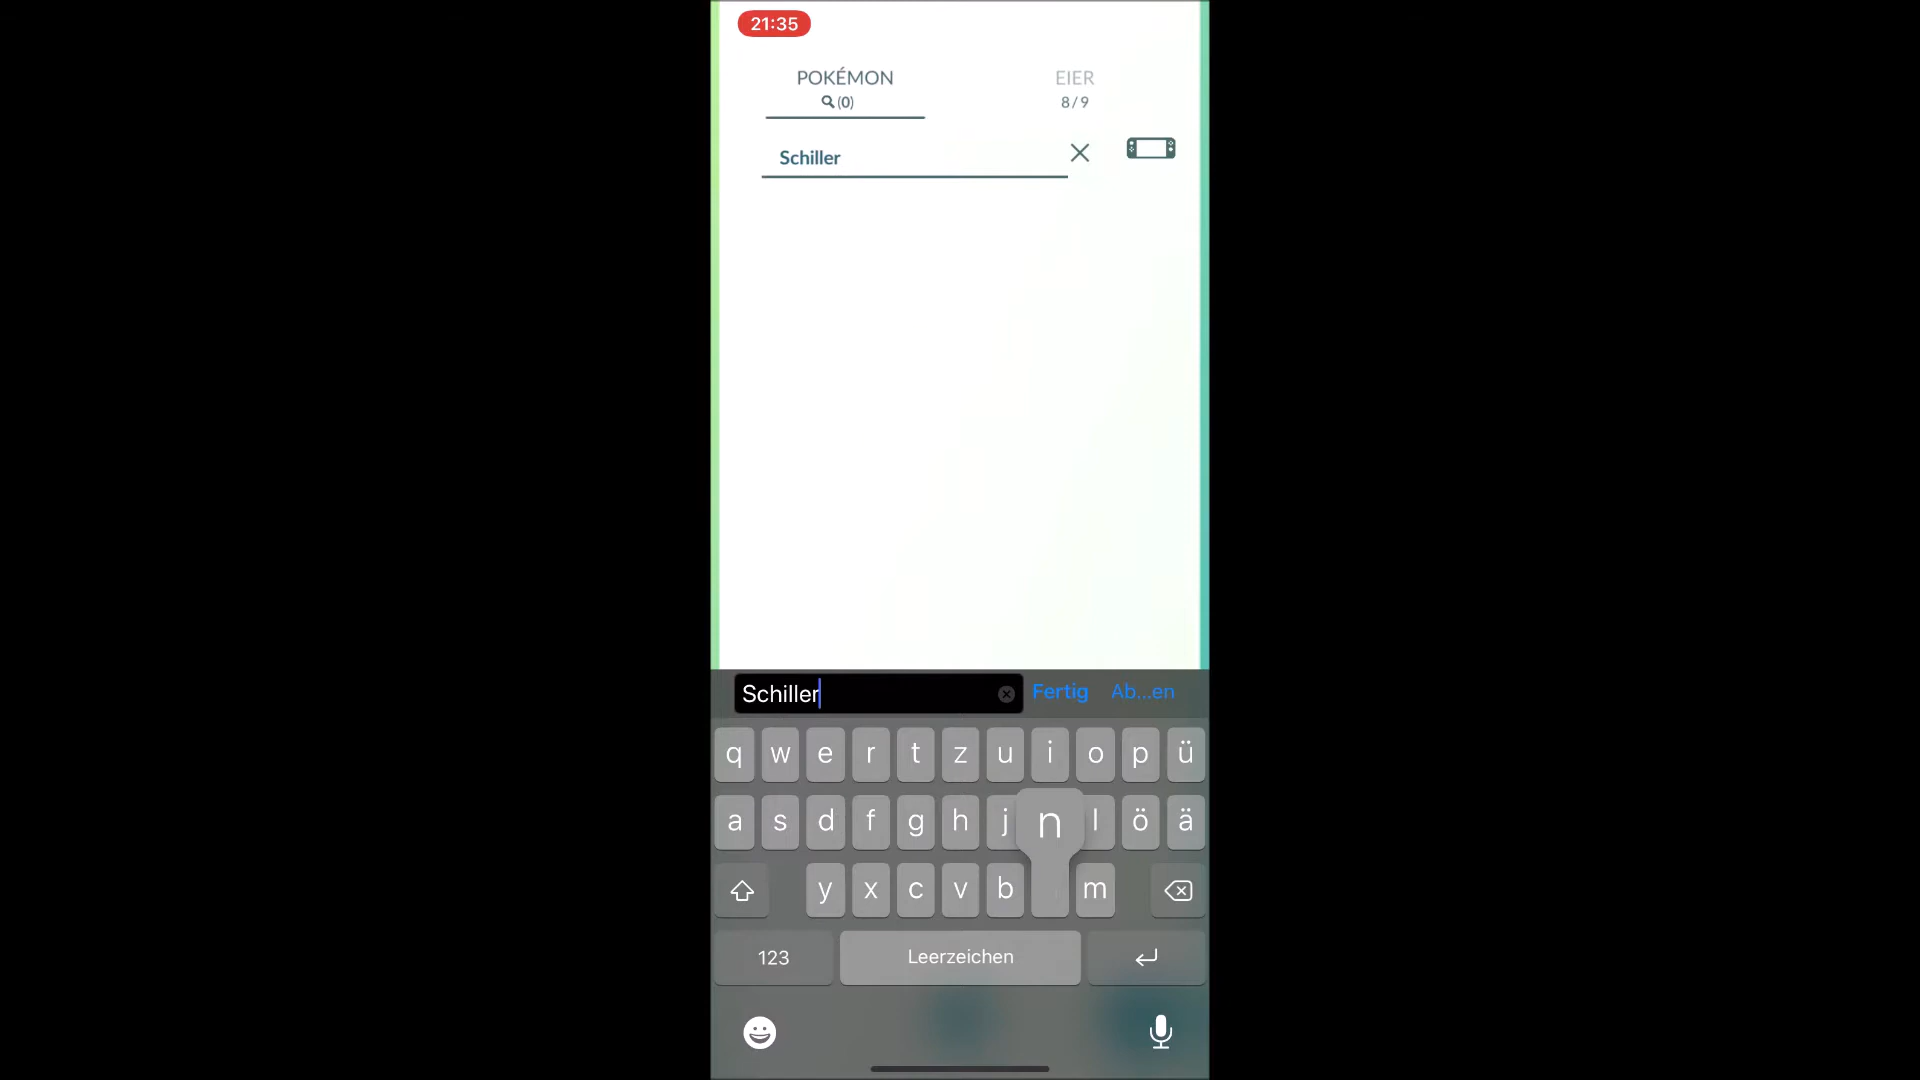 21:35
POKÉMON
EIER
(0)
8/9
Schiller
Schiller
Fertig
Ab...en
q w e r t z u i o p ü
a s d f g h j n l ö ä
y x c v b m
123
Leerzeichen